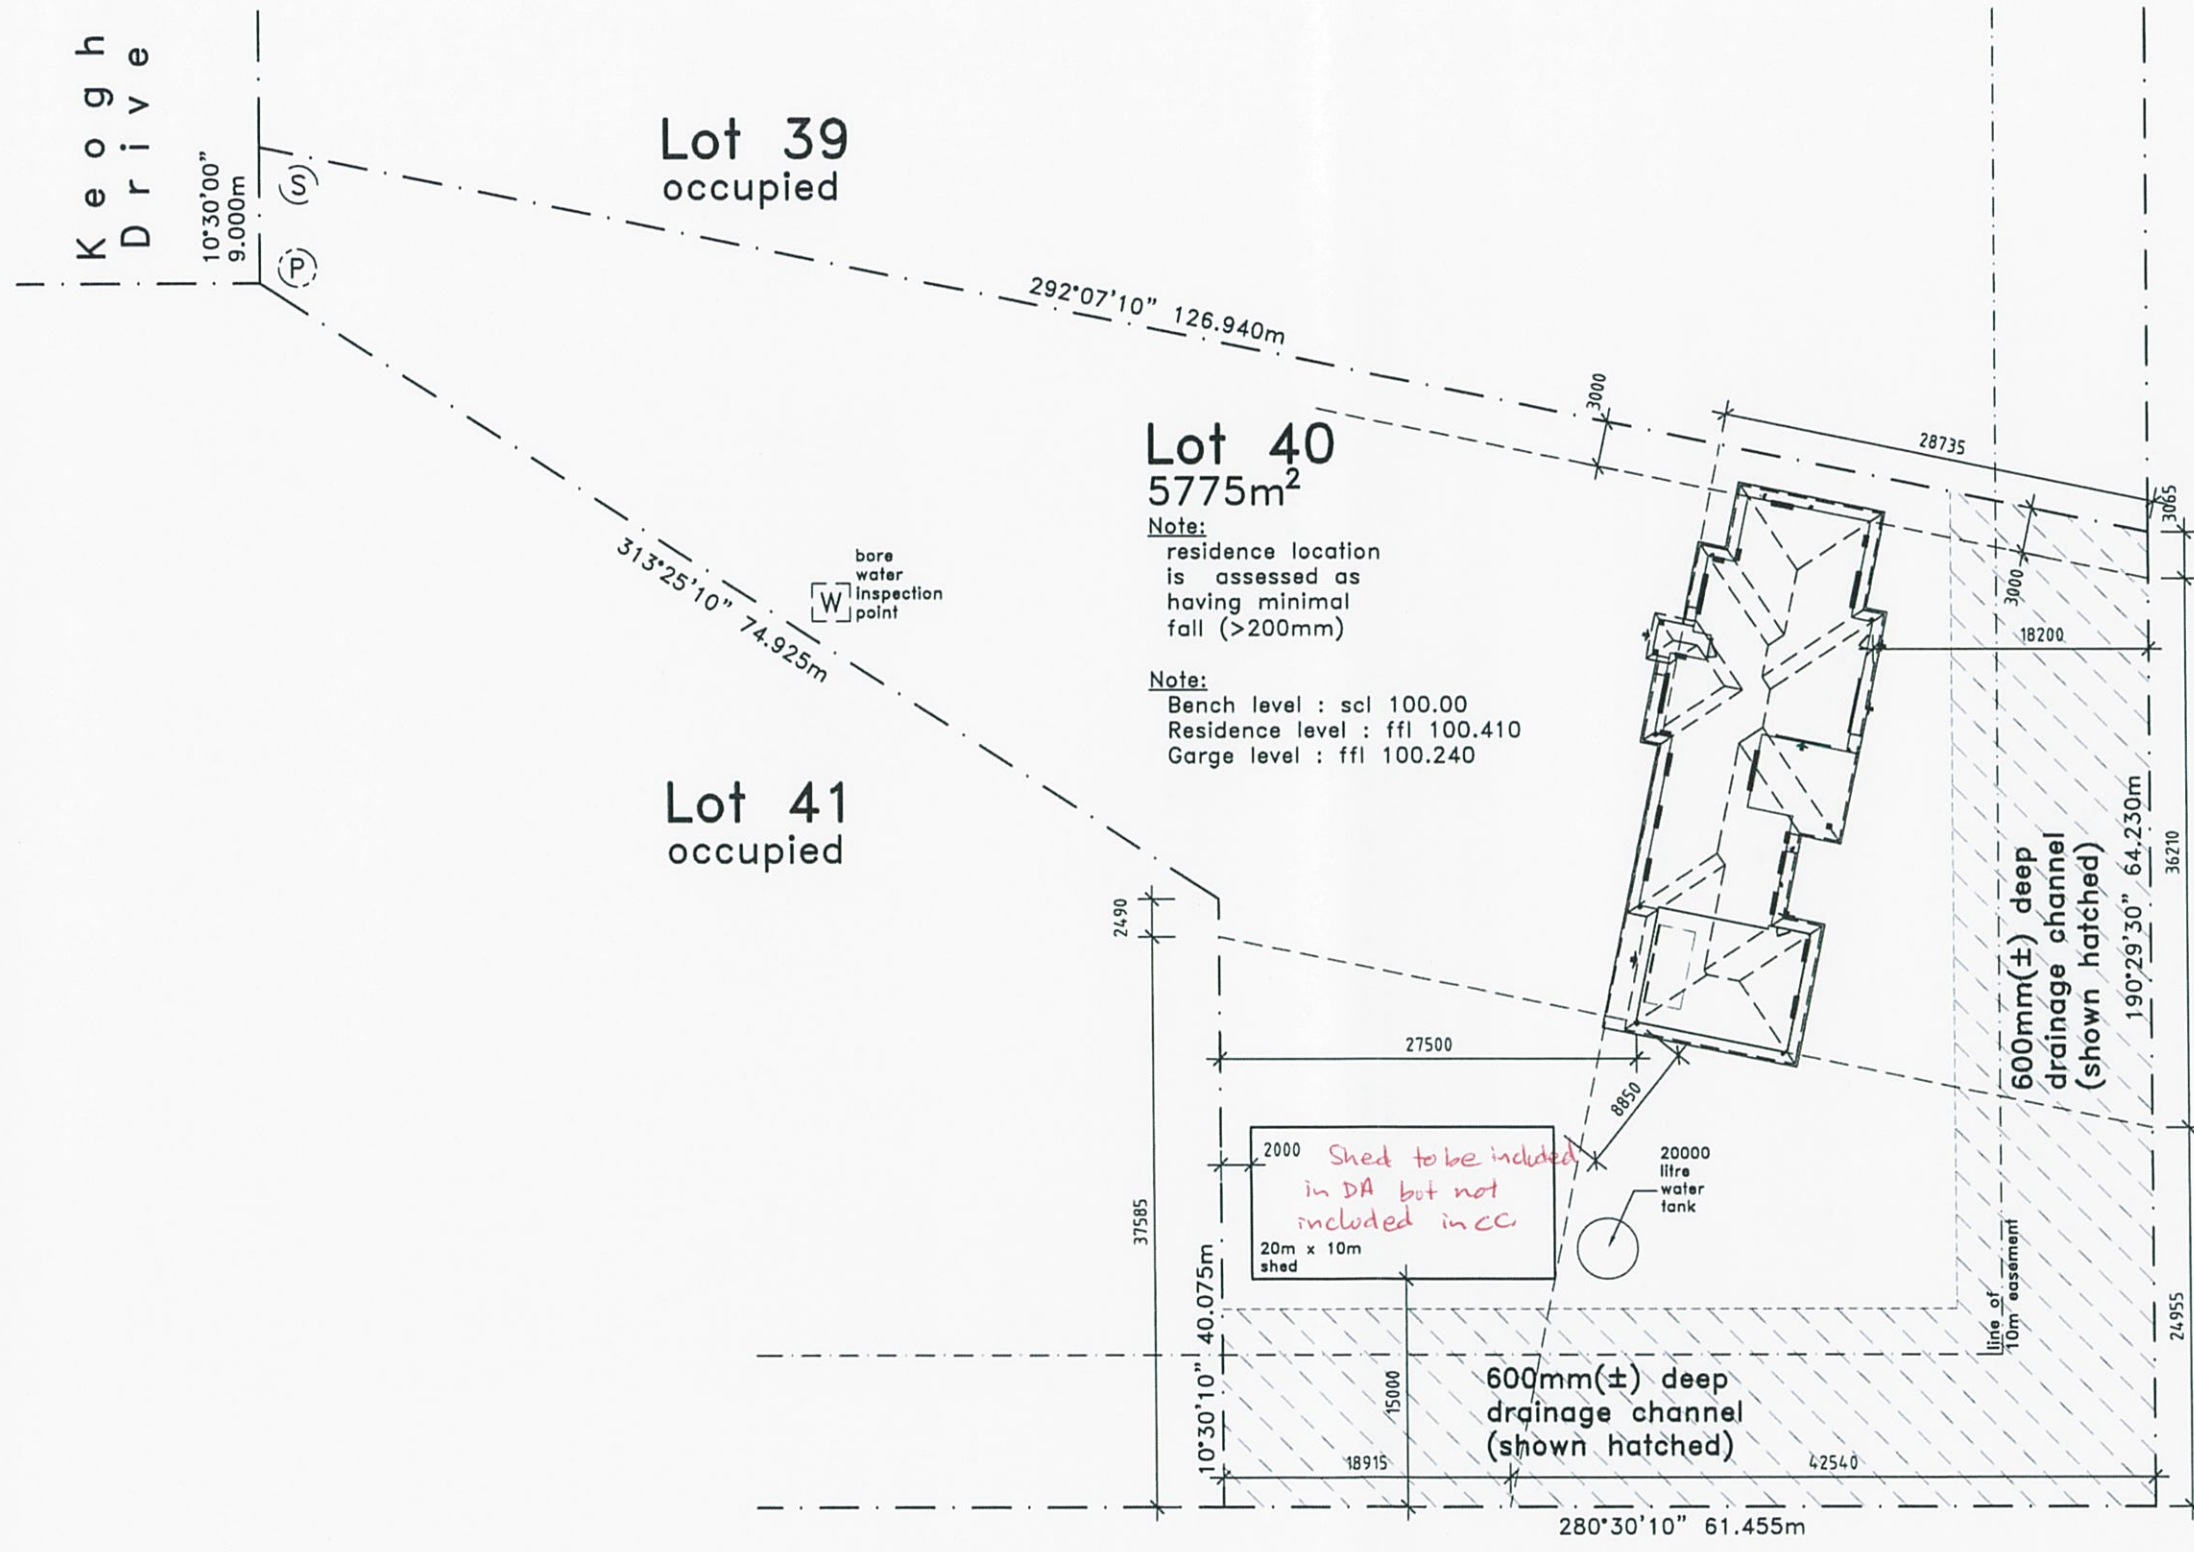 Keogh
Drive
10°30'00"
9.000m
S
P
Lot 39
occupied
292°07'10" 126.940m
3000
28735
3065
3000
18200
Lot 40
5775m²
Note:
residence location
is assessed as
having minimal
fall (>200mm)
Note:
Bench level : scl 100.00
Residence level : ffl 100.410
Garge level : ffl 100.240
bore
water
inspection
point
W
313°25'10" 74.925m
Lot 41
occupied
2490
37585
27500
8850
36210
190°29'30" 64.230m
600mm(±) deep
drainage channel
(shown hatched)
2000
Shed to be included
in DA but not
included in CC.
20m x 10m
shed
20000
litre
water
tank
10°30'10" 40.075m
line of
10m easement
24955
15000
600mm(±) deep
drainage channel
(shown hatched)
18915
42540
280°30'10" 61.455m